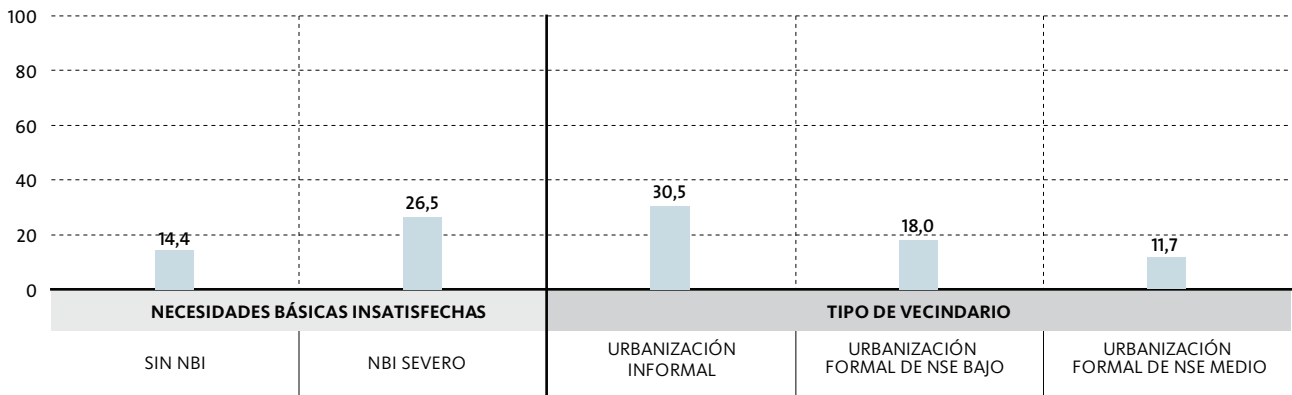 100
80
60
40
20
0
14,4
26,5
30,5
18,0
11,7
NECESIDADES BÁSICAS INSATISFECHAS
TIPO DE VECINDARIO
SIN NBI
NBI SEVERO
URBANIZACIÓN
INFORMAL
URBANIZACIÓN
FORMAL DE NSE BAJO
URBANIZACIÓN
FORMAL DE NSE MEDIO